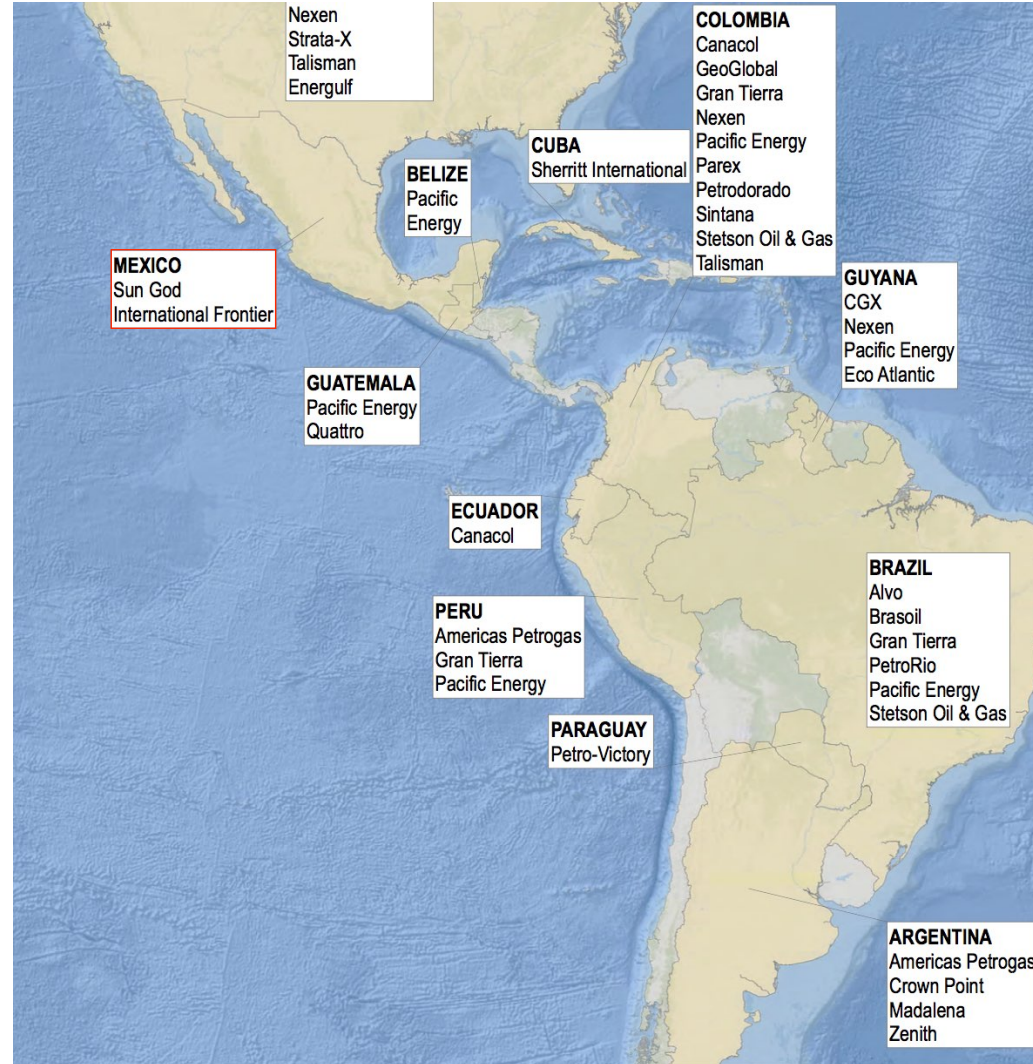 Nexen
Strata-X
Talisman
Energulf
COLOMBIA
Canacol
GeoGlobal
Gran Tierra
Nexen
Pacific Energy
Parex
Petrodorado
Sintana
Stetson Oil & Gas
Talisman
CUBA
Sherritt International
BELIZE
Pacific
Energy
MEXICO
Sun God
International Frontier
GUYANA
CGX
Nexen
Pacific Energy
Eco Atlantic
GUATEMALA
Pacific Energy
Quattro
ECUADOR
Canacol
BRAZIL
Alvo
Brasoil
Gran Tierra
PetroRio
Pacific Energy
Stetson Oil & Gas
PERU
Americas Petrogas
Gran Tierra
Pacific Energy
PARAGUAY
Petro-Victory
ARGENTINA
Americas Petrogas
Crown Point
Madalena
Zenith